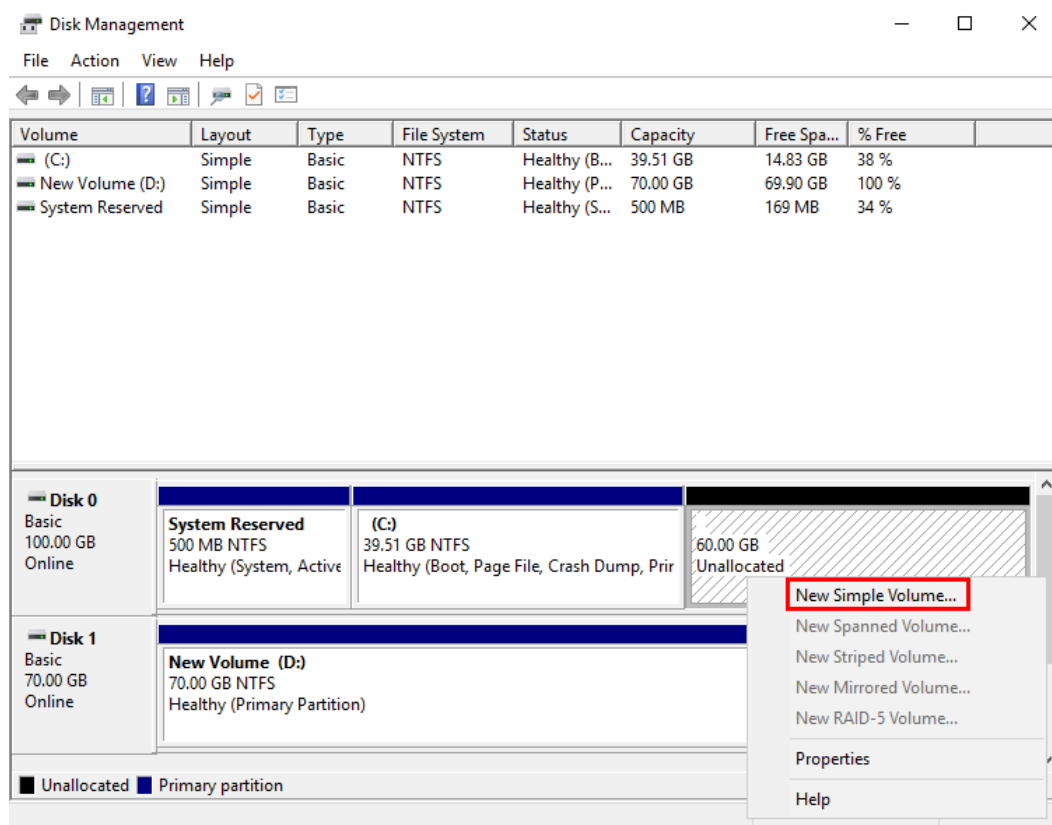 Disk Management
File Action View Help
Volume Layout Type File System Status Capacity Free Spa... % Free
(C:) Simple Basic NTFS Healthy (B... 39.51 GB 14.83 GB 38 %
New Volume (D:) Simple Basic NTFS Healthy (P... 70.00 GB 69.90 GB 100 %
System Reserved Simple Basic NTFS Healthy (S... 500 MB 169 MB 34 %
Disk 0
Basic
100.00 GB
Online
System Reserved
500 MB NTFS
Healthy (System, Active
(C:)
39.51 GB NTFS
Healthy (Boot, Page File, Crash Dump, Prir
60.00 GB
Unallocated
Disk 1
Basic
70.00 GB
Online
New Volume (D:)
70.00 GB NTFS
Healthy (Primary Partition)
New Simple Volume...
New Spanned Volume...
New Striped Volume...
New Mirrored Volume...
New RAID-5 Volume...
Properties
Help
Unallocated Primary partition